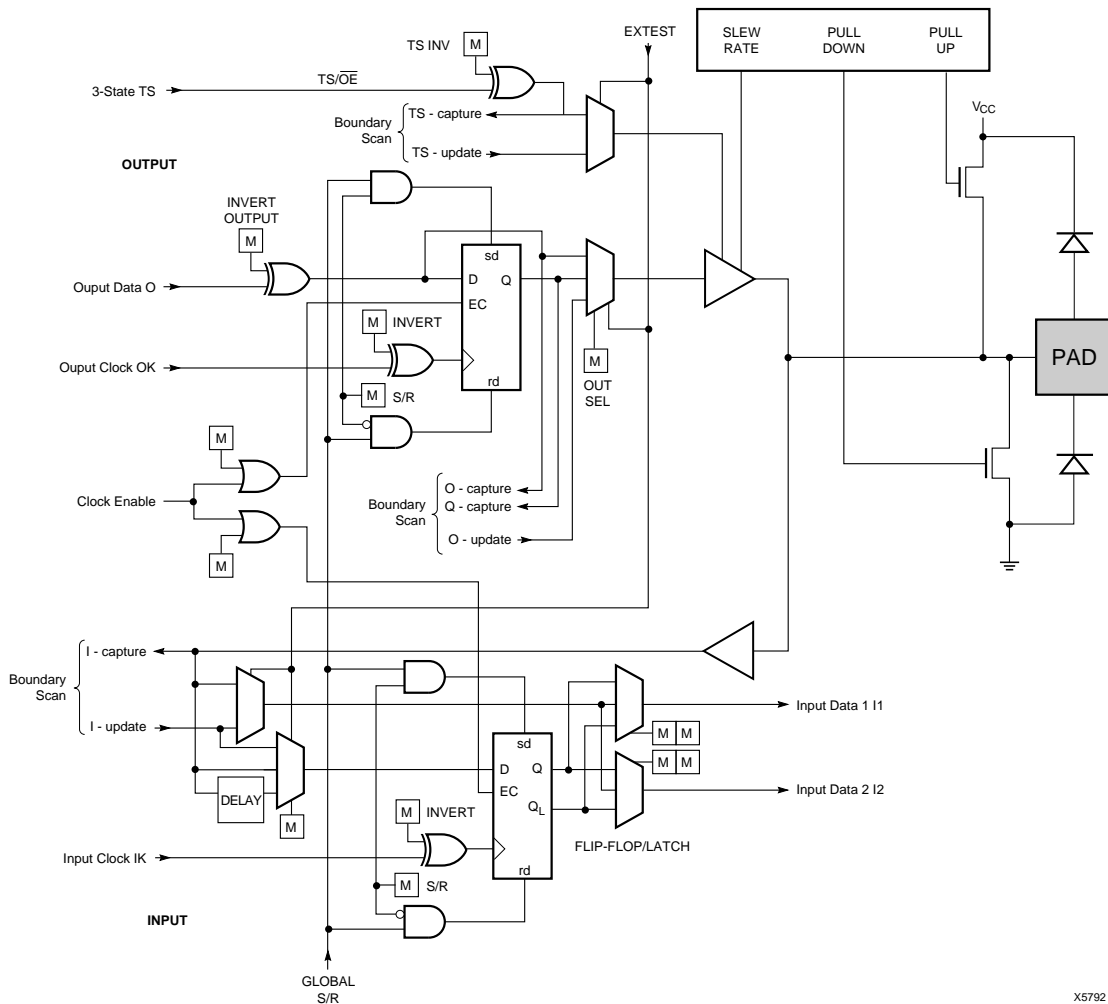 EXTEST
SLEW
RATE
PULL
DOWN
PULL
UP
TS INV
M
TS/OE
3-State TS
VCC
TS - capture
Boundary
Scan
TS - update
OUTPUT
INVERT
OUTPUT
M
sd
D
Q
Ouput Data O
EC
M
INVERT
PAD
M
Ouput Clock OK
rd
OUT
SEL
M
S/R
M
Clock Enable
O - capture
Q - capture
Boundary
Scan
O - update
M
I - capture
Boundary
Scan
I - update
Input Data 1 I1
M M
sd
M M
D
Q
DELAY
EC
Input Data 2 I2
QL
M
M
INVERT
FLIP-FLOP/LATCH
Input Clock IK
rd
M
S/R
INPUT
GLOBAL
S/R
X5792